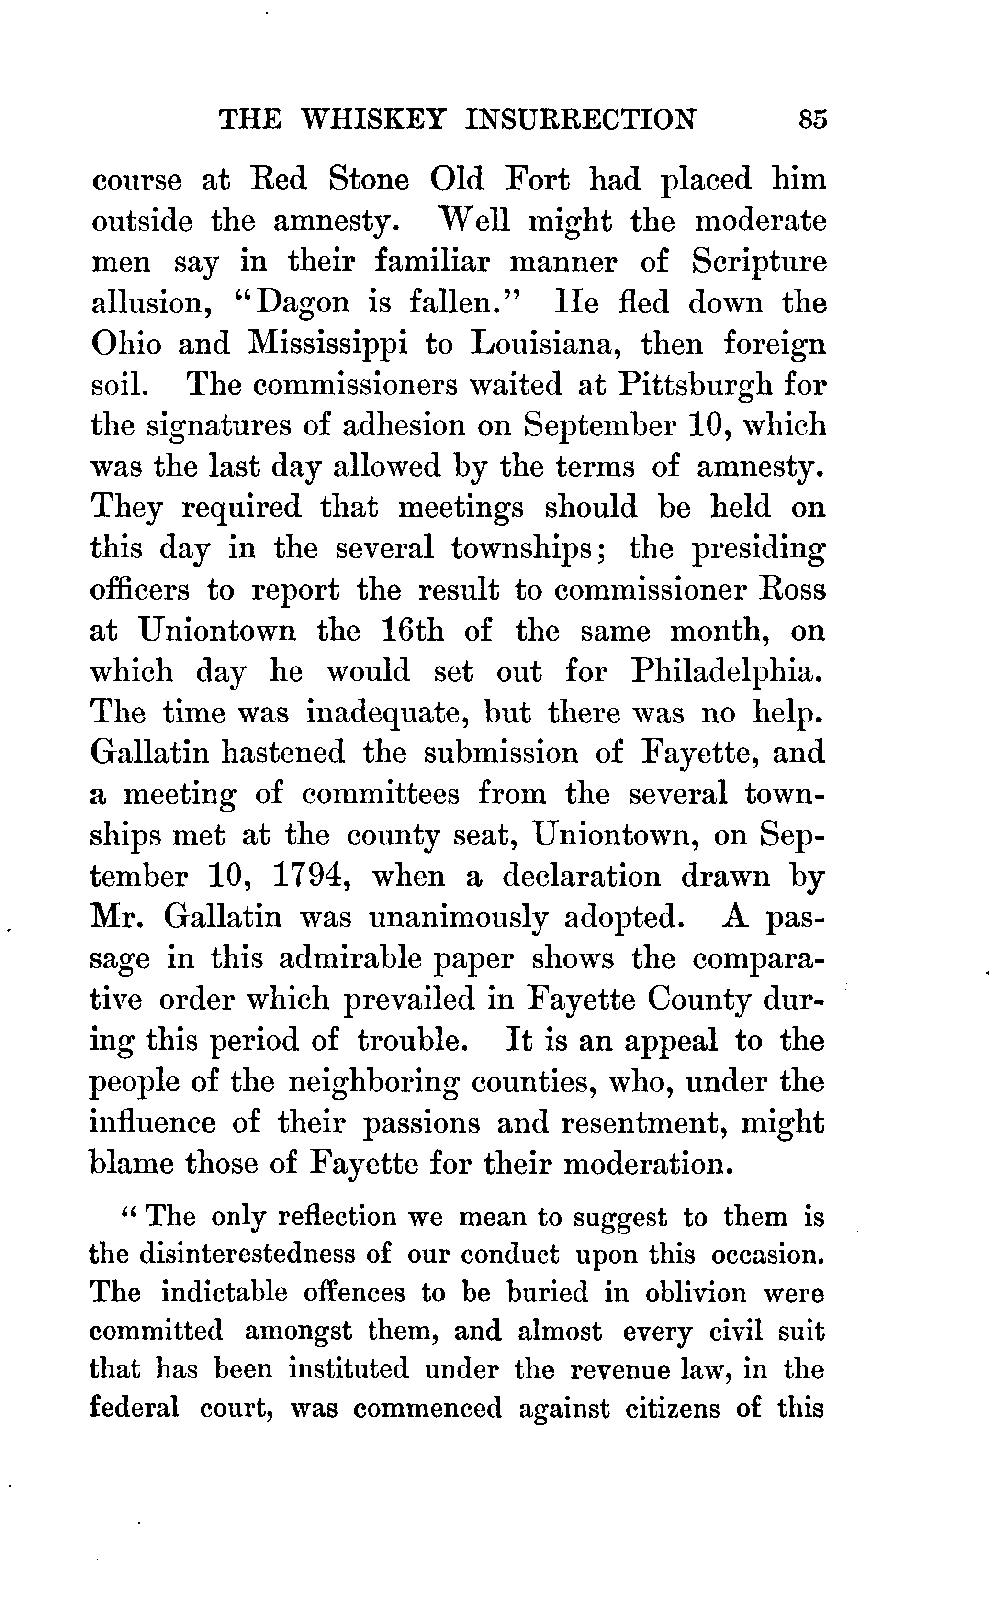 THE WHISKEY INSURRECTION 85
course at Red Stone Old Fort had placed him
outside the amnesty. Well might the moderate
men say in their familiar manner of Scripture
allusion, “Dagon is fallen.” He fled down the
Ohio and Mississippi to Louisiana, then foreign
soil. The commissioners waited at Pittsburgh for
the signatures of adhesion on September 10, which
was the last day allowed by the terms of amnesty.
They required that meetings should be held on
this day in the several townships; the presiding
officers to report the result to commissioner Ross
at Uniontown the 16th of the same month, on
which day he would set out for Philadelphia.
The time was inadequate, but there was no help.
Gallatin hastened the submission of Fayette, and
a meeting of committees from the several town-
ships met at the county seat, Uniontown, on Sep-
tember 10, 1794, when a declaration drawn by
Mr. Gallatin was unanimously adopted. A pas-
sage in this admirable paper shows the compara-
tive order which prevailed in Fayette County dur-
ing this period of trouble. It is an appeal to the
people of the neighboring counties, who, under the
influence of their passions and resentment, might
blame those of Fayette for their moderation.
“The only reflection we mean to suggest to them is
the disinterestedness of our conduct upon this occasion.
The indictable offences to be buried in oblivion were
committed amongst them, and almost every civil suit
that has been instituted under the revenue law, in the
federal court, was commenced against citizens of this